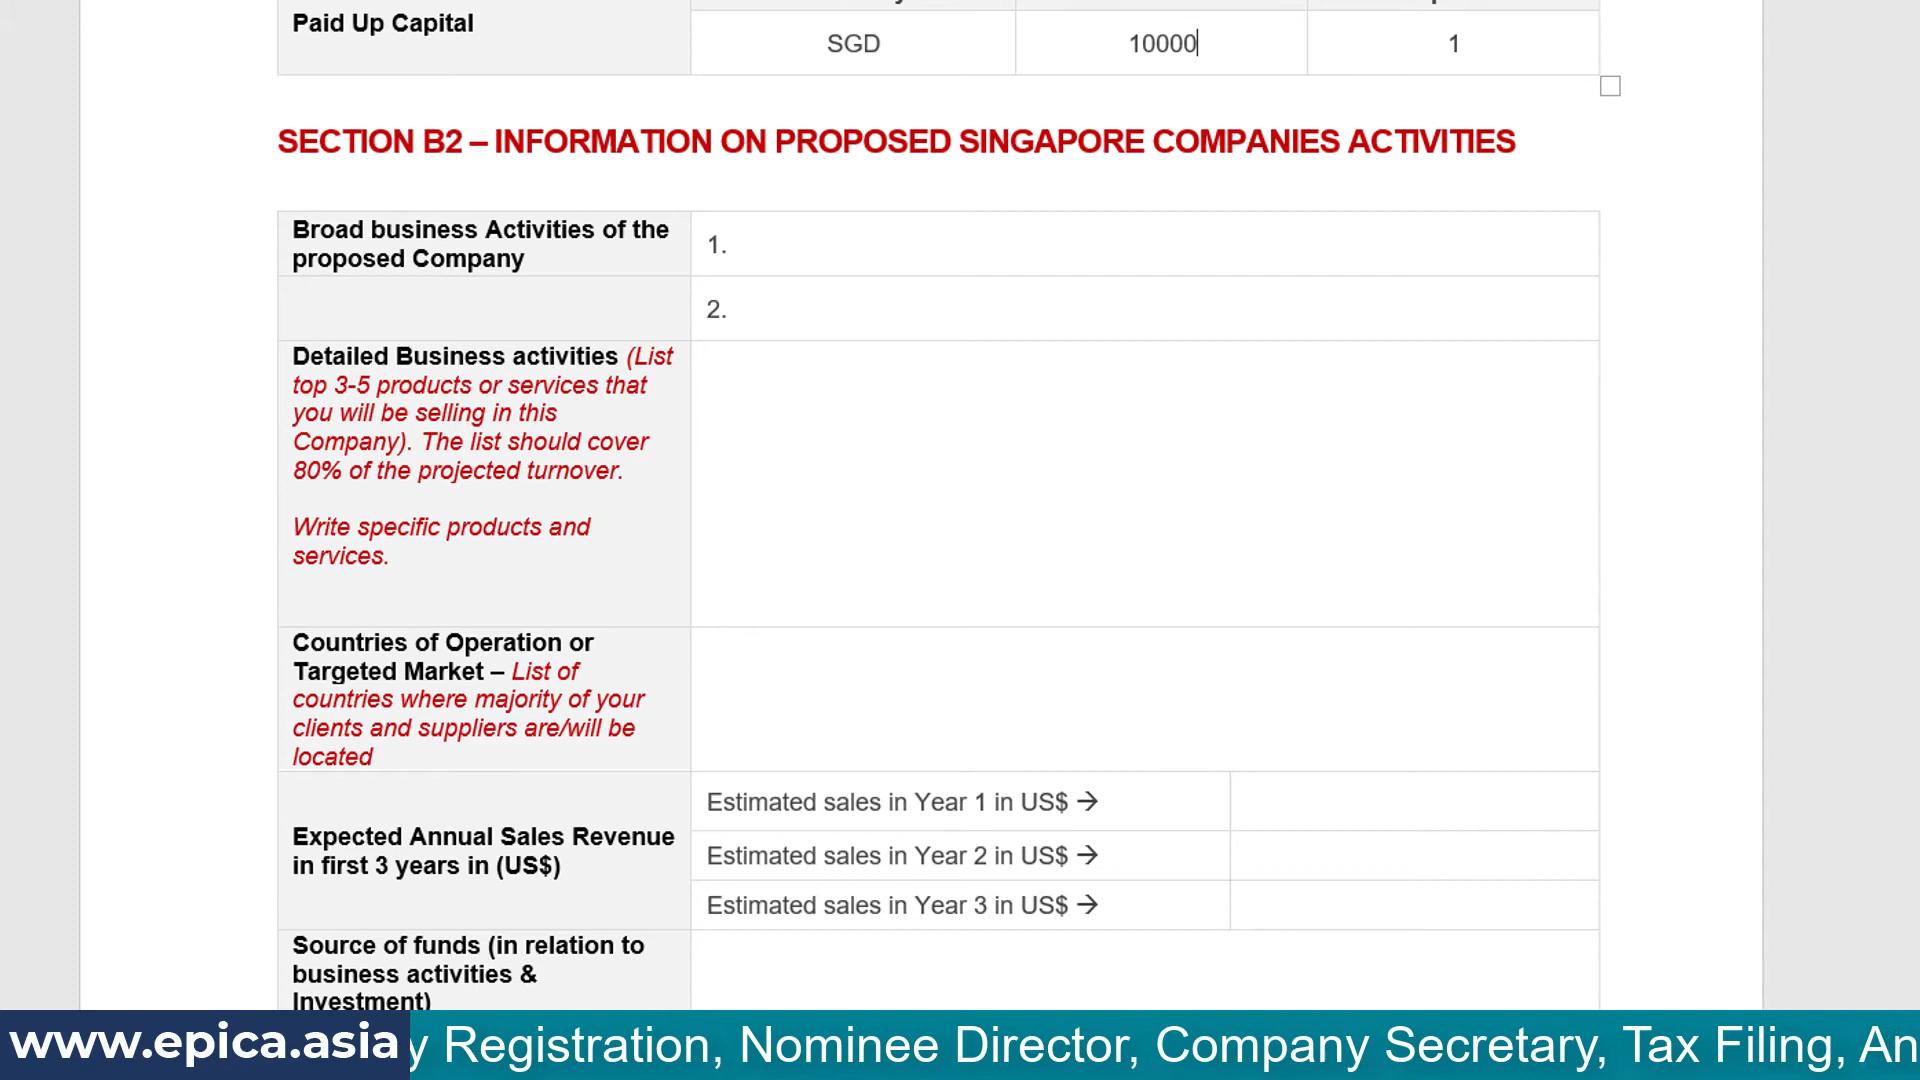 Paid Up Capital
SGD
10000
1
SECTION B2 – INFORMATION ON PROPOSED SINGAPORE COMPANIES ACTIVITIES
Broad business Activities of the
proposed Company
1.
2.
Detailed Business activities (List
top 3-5 products or services that
you will be selling in this
Company). The list should cover
80% of the projected turnover.
Write specific products and
services.
Countries of Operation or
Targeted Market – List of
countries where majority of your
clients and suppliers are/will be
located
Expected Annual Sales Revenue
in first 3 years in (US$)
Estimated sales in Year 1 in US$ →
Estimated sales in Year 2 in US$ →
Estimated sales in Year 3 in US$ →
Source of funds (in relation to
business activities &
Investment)
www.epica.asia
y Registration, Nominee Director, Company Secretary, Tax Filing, An